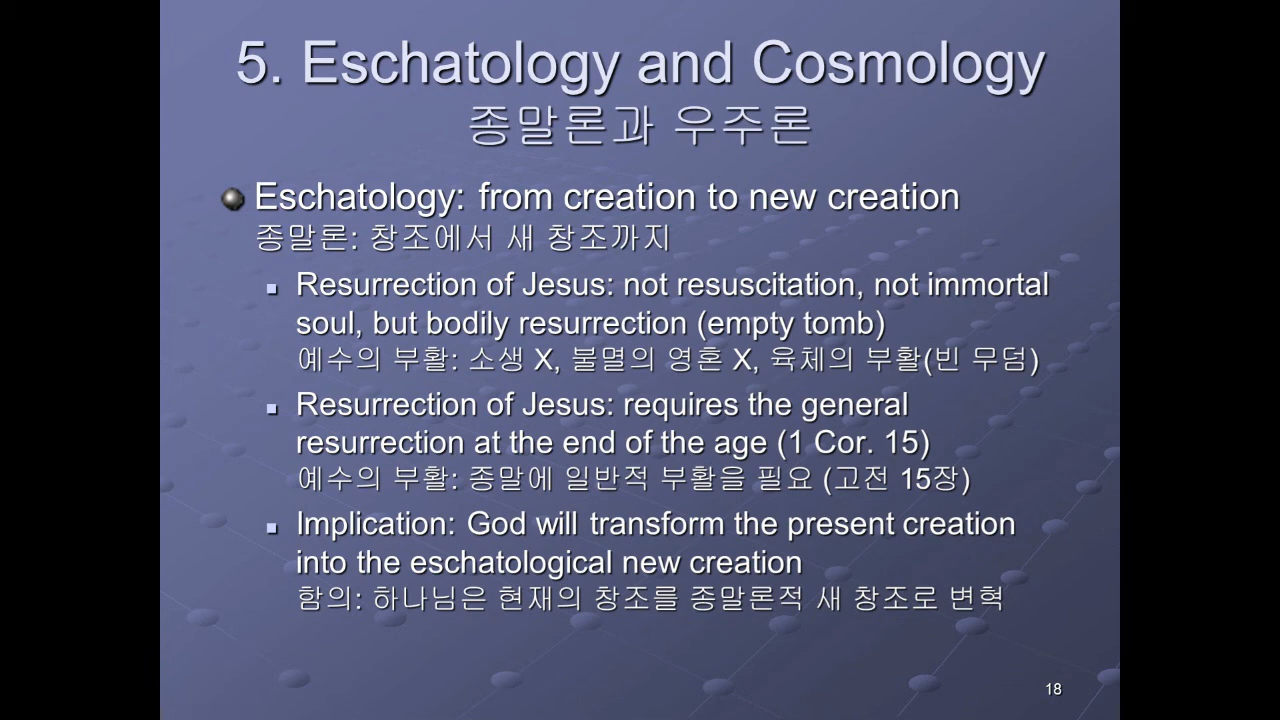 5. Eschatology and Cosmology
종말론과 우주론
Eschatology: from creation to new creation
종말론: 창조에서 새 창조까지
Resurrection of Jesus: not resuscitation, not immortal
soul, but bodily resurrection (empty tomb)
예수의 부활: 소생 X, 불멸의 영혼 X, 육체의 부활(빈 무덤)
Resurrection of Jesus: requires the general
resurrection at the end of the age (1 Cor. 15)
예수의 부활: 종말에 일반적 부활을 필요 (고전 15장)
Implication: God will transform the present creation
into the eschatological new creation
함의: 하나님은 현재의 창조를 종말론적 새 창조로 변혁
18